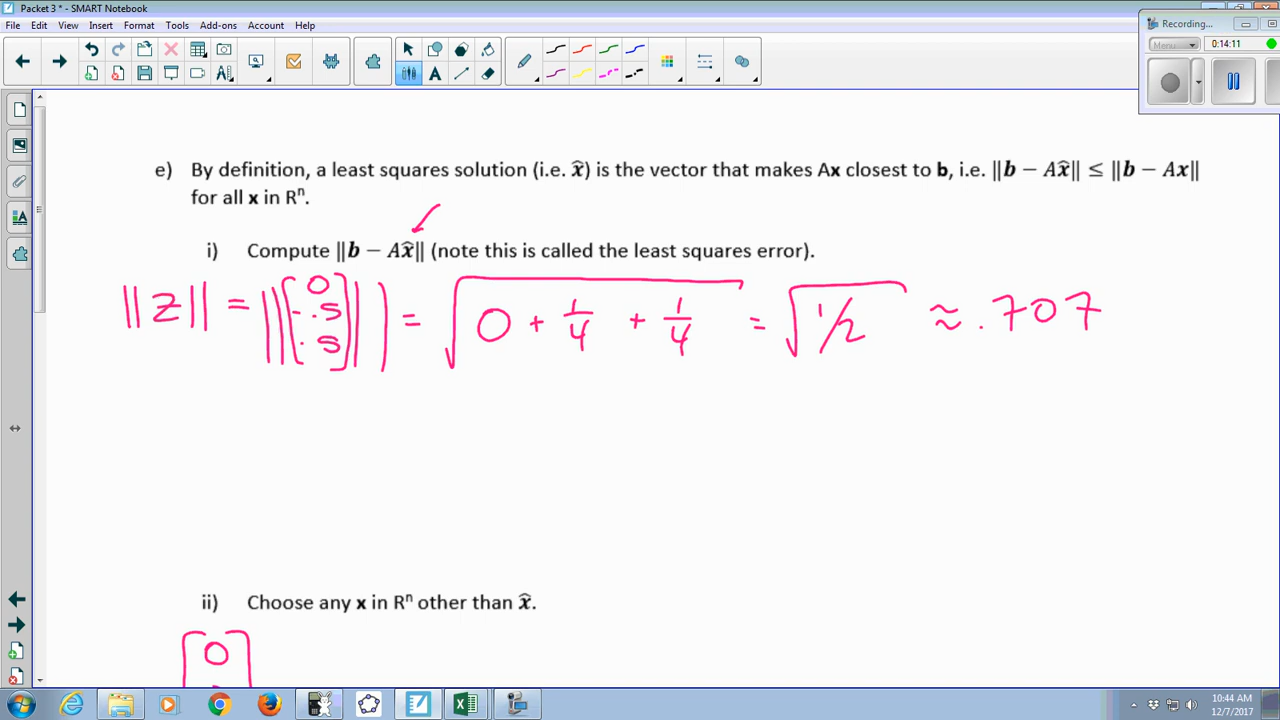 Packet 3 * - SMART Notebook
File Edit View Insert Format Tools Add-ons Account Help
Recording...
Menu
0:14:11
e) By definition, a least squares solution (i.e. x̂) is the vector that makes Ax closest to b, i.e. ‖b − Ax̂‖ ≤ ‖b − Ax‖
for all x in Rⁿ.
i) Compute ‖b − Ax̂‖ (note this is called the least squares error).
||z|| = ||[0 -.5 .5]|| = √(0 + 1/4 + 1/4) = √(1/2) ≈ .707
ii) Choose any x in Rⁿ other than x̂.
[0
10:44 AM
12/7/2017